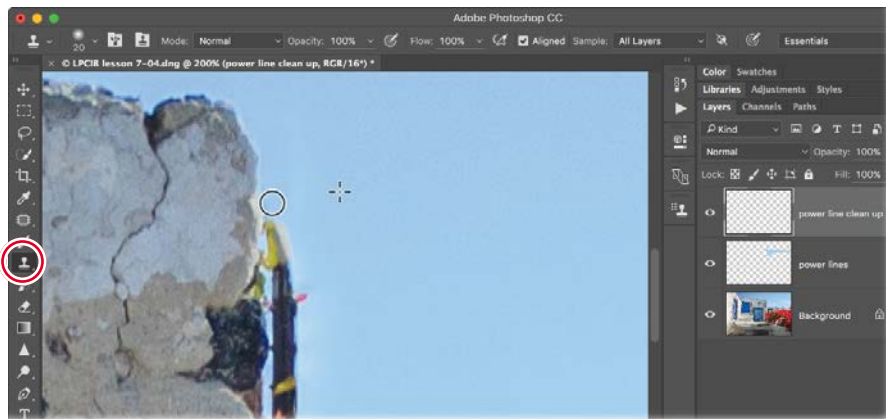 Adobe Photoshop CC
20 Mode: Normal Opacity: 100% Flow: 100% Aligned Sample: All Layers Essentials
× © LPCIB lesson 7-04.dng @ 200% (power line clean up, RGB/16*) *
Color Swatches
Libraries Adjustments Styles
Layers Channels Paths
Kind
Normal Opacity: 100%
Lock: Fill: 100%
power line clean up
power lines
Background